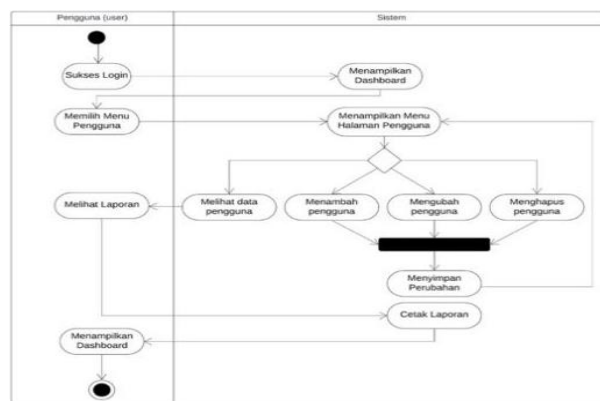 Pengguna (user)
Sistem
Sukses Login
Menampilkan
Dashboard
Memilih Menu
Pengguna
Menampilkan Menu
Halaman Pengguna
Melihat Laporan
Melihat data
pengguna
Menambah
pengguna
Mengubah
pengguna
Menghapus
pengguna
Menyimpan
Perubahan
Cetak Laporan
Menampilkan
Dashboard